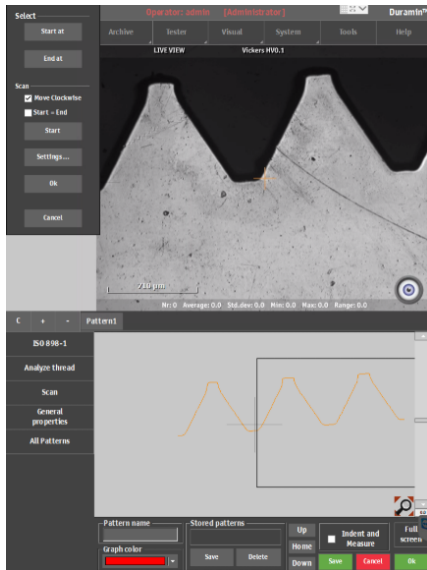 Select
Operator: admin [Administrator]
Duramin™
Start at
Archive Tester Visual System Tools Help
LIVE VIEW Vickers HV0.1
End at
Scan
Move Clockwise
Start = End
Start
Settings...
Ok
Cancel
710 µm
Nr: 0 Average: 0.0 Std.dev: 0.0 Min: 0.0 Max: 0.0 Range: 0.0
C + - Pattern1
ISO 898-1
Analyze thread
Scan
General
properties
All Patterns
Pattern name
Stored patterns
Up
Indent and
Measure
Full
screen
Home
Graph color
Save Delete
Down
Save Cancel Ok